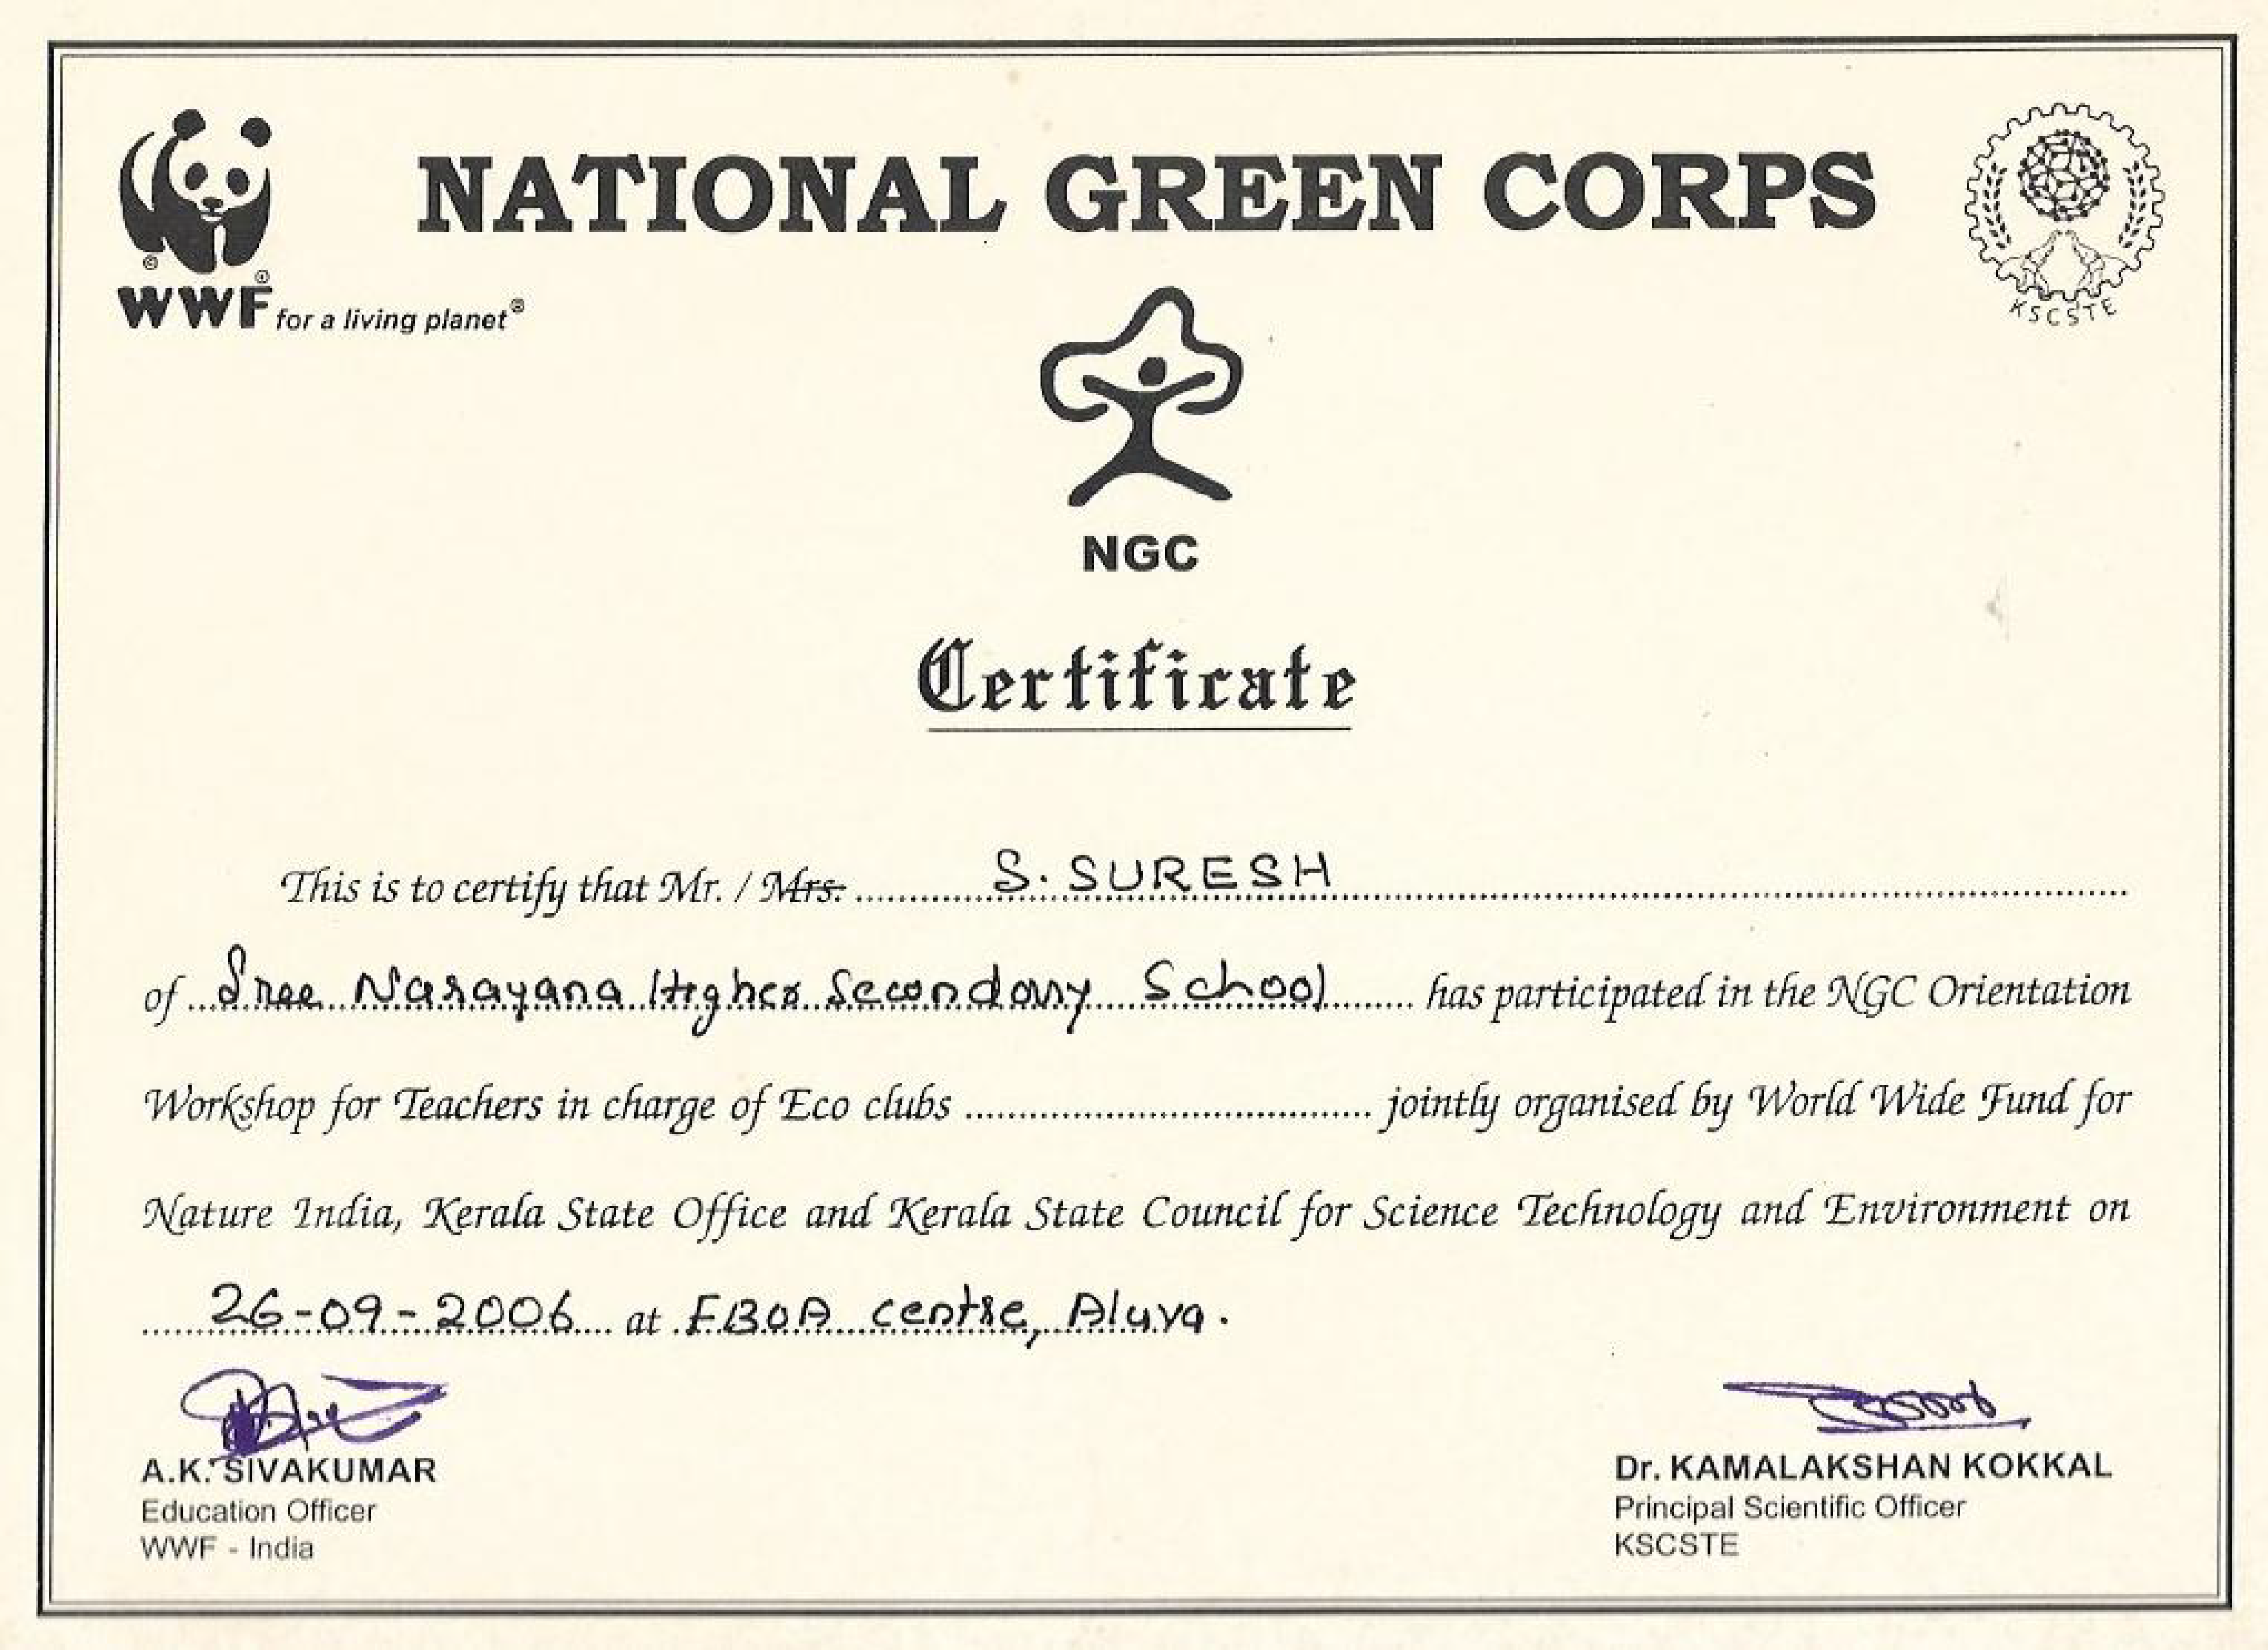 NATIONAL GREEN CORPS
WWF for a living planet®
KSCSTE
NGC
Certificate
This is to certify that Mr. / Mrs. S. SURESH
of Sree Narayana Higher Secondary School has participated in the NGC Orientation
Workshop for Teachers in charge of Eco clubs .................................... jointly organised by World Wide Fund for
Nature India, Kerala State Office and Kerala State Council for Science Technology and Environment on
26-09-2006 at FBOA centre, Aluva.
A.K. SIVAKUMAR
Education Officer
WWF - India
Dr. KAMALAKSHAN KOKKAL
Principal Scientific Officer
KSCSTE